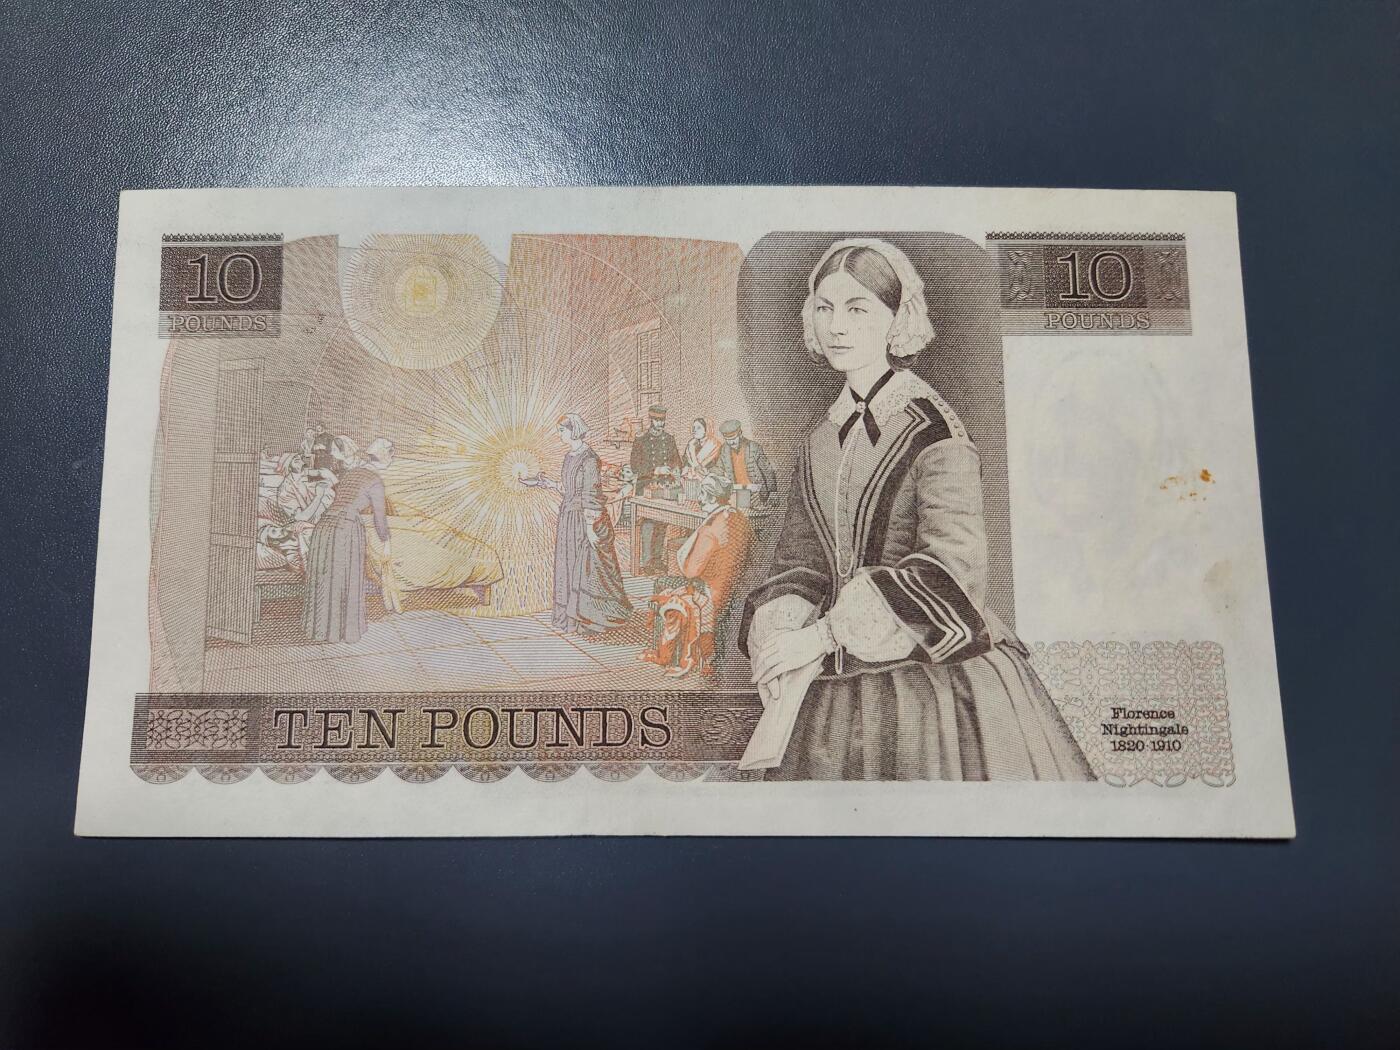 10
POUNDS
10
POUNDS
TEN POUNDS
Florence
Nightingale
1820-1910